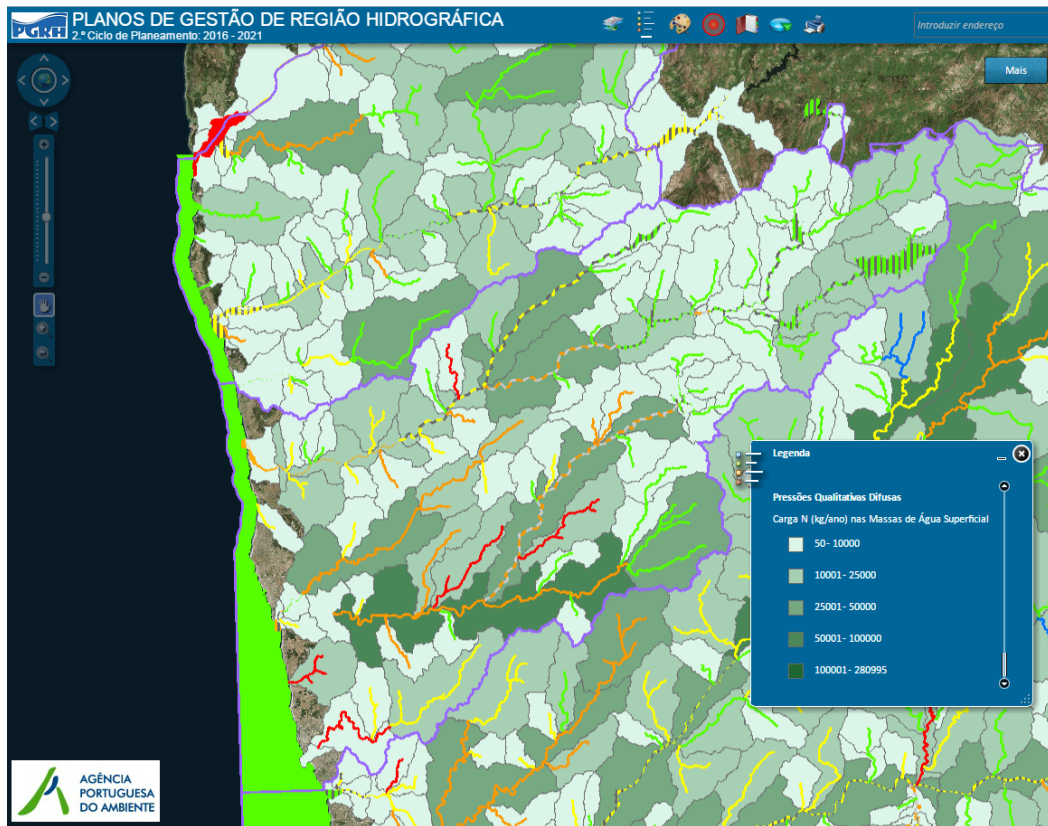 PGRH
PLANOS DE GESTÃO DE REGIÃO HIDROGRÁFICA
2.º Ciclo de Planeamento: 2016 - 2021
Introduzir endereço
Mais
Legenda
Pressões Qualitativas Difusas
Carga N (kg/ano) nas Massas de Água Superficial
50- 10000
10001- 25000
25001- 50000
50001- 100000
100001- 280995
AGÊNCIA
PORTUGUESA
DO AMBIENTE